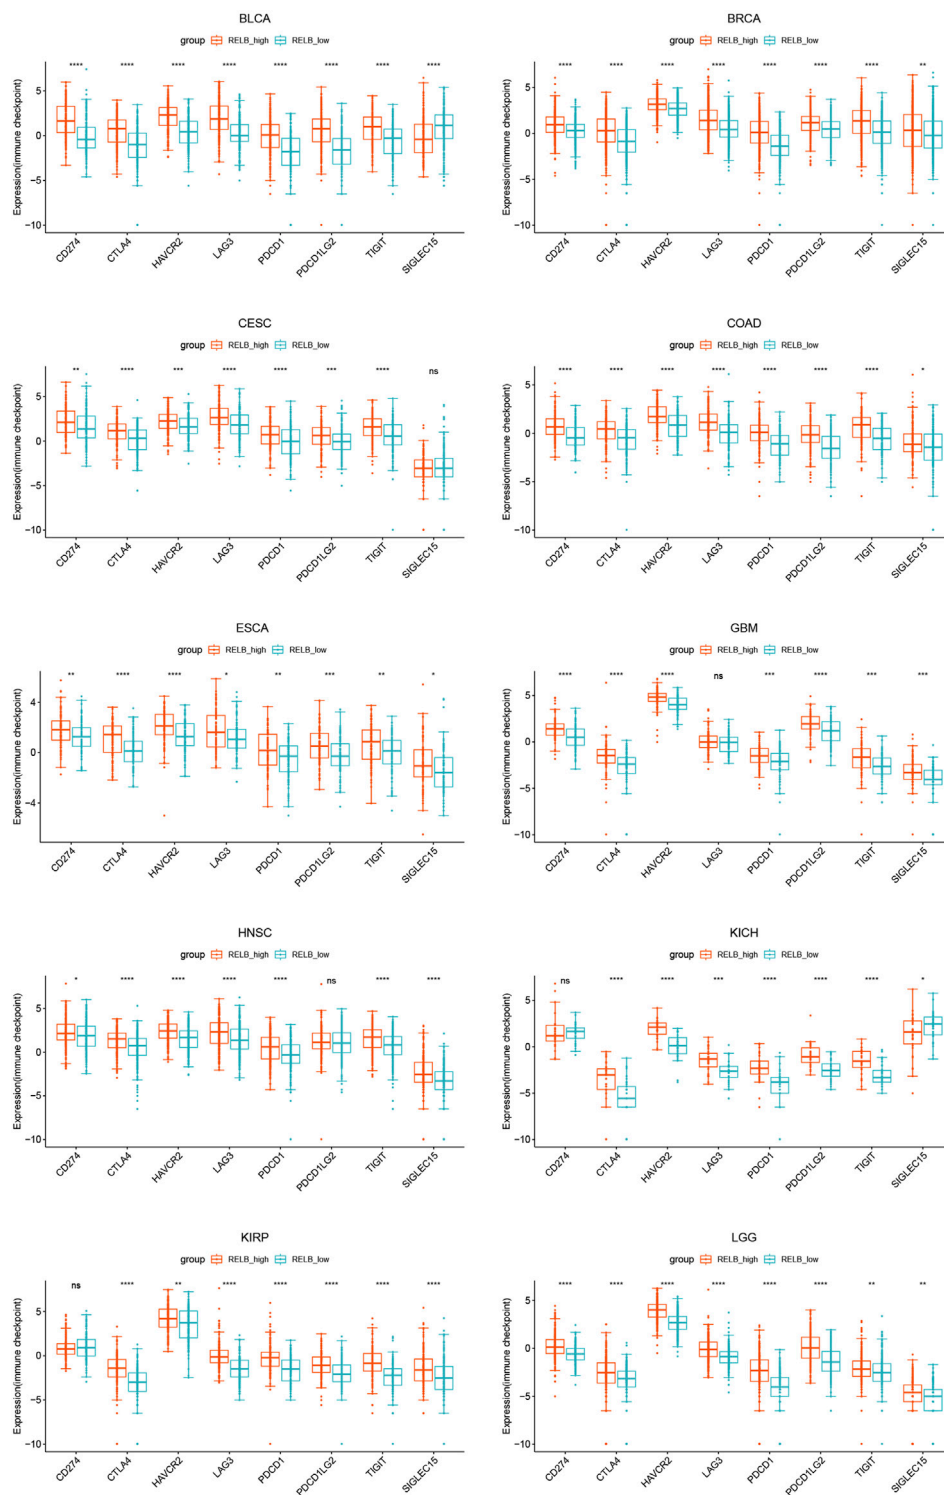 BLCA
group RELB_high RELB_low
**** **** **** **** **** **** **** ****
Expression(immune checkpoint)
5
0
−5
−10
CD274 CTLA4 HAVCR2 LAG3 PDCD1 PDCD1LG2 TIGIT SIGLEC15
BRCA
group RELB_high RELB_low
**** **** **** **** **** **** **** **
Expression(immune checkpoint)
5
0
−5
−10
CD274 CTLA4 HAVCR2 LAG3 PDCD1 PDCD1LG2 TIGIT SIGLEC15
CESC
group RELB_high RELB_low
** **** *** **** **** *** **** ns
Expression(immune checkpoint)
5
0
−5
−10
CD274 CTLA4 HAVCR2 LAG3 PDCD1 PDCD1LG2 TIGIT SIGLEC15
COAD
group RELB_high RELB_low
**** **** **** **** **** **** **** *
Expression(immune checkpoint)
5
0
−5
−10
CD274 CTLA4 HAVCR2 LAG3 PDCD1 PDCD1LG2 TIGIT SIGLEC15
ESCA
group RELB_high RELB_low
** **** **** * ** *** ** *
Expression(immune checkpoint)
4
0
−4
CD274 CTLA4 HAVCR2 LAG3 PDCD1 PDCD1LG2 TIGIT SIGLEC15
GBM
group RELB_high RELB_low
**** **** **** ns *** **** *** ***
Expression(immune checkpoint)
5
0
−5
−10
CD274 CTLA4 HAVCR2 LAG3 PDCD1 PDCD1LG2 TIGIT SIGLEC15
HNSC
group RELB_high RELB_low
* **** **** **** **** ns **** ****
Expression(immune checkpoint)
5
0
−5
−10
CD274 CTLA4 HAVCR2 LAG3 PDCD1 PDCD1LG2 TIGIT SIGLEC15
KICH
group RELB_high RELB_low
ns **** **** *** **** **** **** *
Expression(immune checkpoint)
5
0
−5
−10
CD274 CTLA4 HAVCR2 LAG3 PDCD1 PDCD1LG2 TIGIT SIGLEC15
KIRP
group RELB_high RELB_low
ns **** ** **** **** **** **** ****
Expression(immune checkpoint)
5
0
−5
−10
CD274 CTLA4 HAVCR2 LAG3 PDCD1 PDCD1LG2 TIGIT SIGLEC15
LGG
group RELB_high RELB_low
**** **** **** **** **** **** ** **
Expression(immune checkpoint)
5
0
−5
−10
CD274 CTLA4 HAVCR2 LAG3 PDCD1 PDCD1LG2 TIGIT SIGLEC15